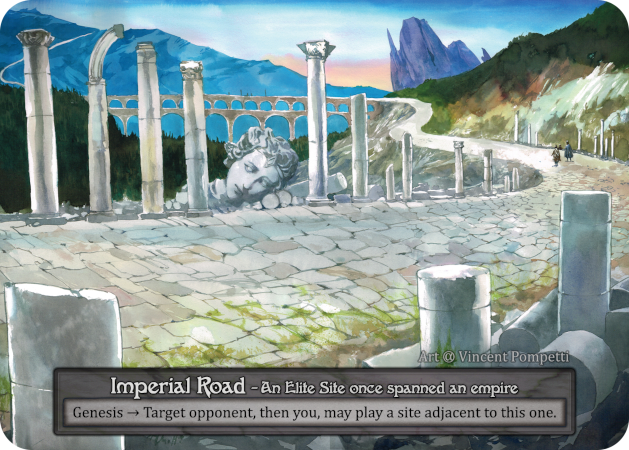 Art @ Vincent Pompetti
Imperial Road - An Elite Site once spanned an empire
Genesis → Target opponent, then you, may play a site adjacent to this one.